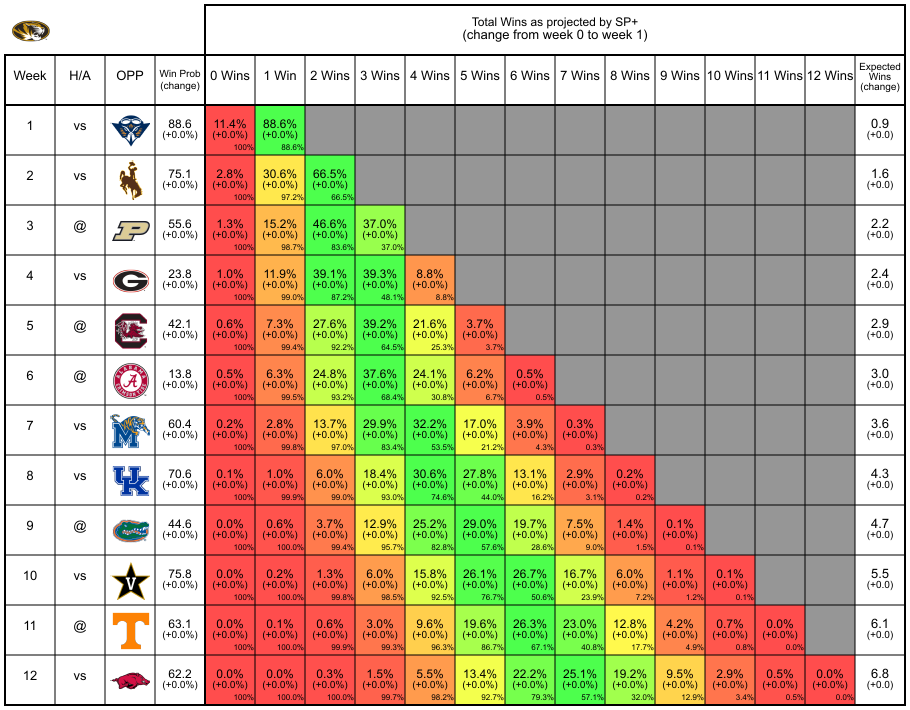 Total Wins as projected by SP+
(change from week 0 to week 1)
Week H/A OPP Win Prob (change) 0 Wins 1 Win 2 Wins 3 Wins 4 Wins 5 Wins 6 Wins 7 Wins 8 Wins 9 Wins 10 Wins 11 Wins 12 Wins Expected Wins (change)
1 vs 88.6 11.4% 88.6% 0.9
(+0.0%) (+0.0%) (+0.0%) (+0.0)
100% 88.6%
2 vs 75.1 2.8% 30.6% 66.5% 1.6
(+0.0%) (+0.0%) (+0.0%) (+0.0%) (+0.0)
100% 97.2% 66.5%
3 @ P 55.6 1.3% 15.2% 46.6% 37.0% 2.2
(+0.0%) (+0.0%) (+0.0%) (+0.0%) (+0.0%) (+0.0)
100% 98.7% 83.6% 37.0%
4 vs G 23.8 1.0% 11.9% 39.1% 39.3% 8.8% 2.4
(+0.0%) (+0.0%) (+0.0%) (+0.0%) (+0.0%) (+0.0%) (+0.0)
100% 99.0% 87.2% 48.1% 8.8%
5 @ C 42.1 0.6% 7.3% 27.6% 39.2% 21.6% 3.7% 2.9
(+0.0%) (+0.0%) (+0.0%) (+0.0%) (+0.0%) (+0.0%) (+0.0%) (+0.0)
100% 99.4% 92.2% 64.5% 25.3% 3.7%
6 @ A 13.8 0.5% 6.3% 24.8% 37.6% 24.1% 6.2% 0.5% 3.0
(+0.0%) (+0.0%) (+0.0%) (+0.0%) (+0.0%) (+0.0%) (+0.0%) (+0.0%) (+0.0)
100% 99.5% 93.2% 68.4% 30.8% 6.7% 0.5%
7 vs M 60.4 0.2% 2.8% 13.7% 29.9% 32.2% 17.0% 3.9% 0.3% 3.6
(+0.0%) (+0.0%) (+0.0%) (+0.0%) (+0.0%) (+0.0%) (+0.0%) (+0.0%) (+0.0%) (+0.0)
100% 99.8% 97.0% 83.4% 53.5% 21.2% 4.3% 0.3%
8 vs UK 70.6 0.1% 1.0% 6.0% 18.4% 30.6% 27.8% 13.1% 2.9% 0.2% 4.3
(+0.0%) (+0.0%) (+0.0%) (+0.0%) (+0.0%) (+0.0%) (+0.0%) (+0.0%) (+0.0%) (+0.0%) (+0.0)
100% 99.9% 99.0% 93.0% 74.6% 44.0% 16.2% 3.1% 0.2%
9 @ 44.6 0.0% 0.6% 3.7% 12.9% 25.2% 29.0% 19.7% 7.5% 1.4% 0.1% 4.7
(+0.0%) (+0.0%) (+0.0%) (+0.0%) (+0.0%) (+0.0%) (+0.0%) (+0.0%) (+0.0%) (+0.0%) (+0.0%) (+0.0)
100% 100.0% 99.4% 95.7% 82.8% 57.6% 28.6% 9.0% 1.5% 0.1%
10 vs V 75.8 0.0% 0.2% 1.3% 6.0% 15.8% 26.1% 26.7% 16.7% 6.0% 1.1% 0.1% 5.5
(+0.0%) (+0.0%) (+0.0%) (+0.0%) (+0.0%) (+0.0%) (+0.0%) (+0.0%) (+0.0%) (+0.0%) (+0.0%) (+0.0%) (+0.0)
100% 100.0% 99.8% 98.5% 92.5% 76.7% 50.6% 23.9% 7.2% 1.2% 0.1%
11 @ T 63.1 0.0% 0.1% 0.6% 3.0% 9.6% 19.6% 26.3% 23.0% 12.8% 4.2% 0.7% 0.0% 6.1
(+0.0%) (+0.0%) (+0.0%) (+0.0%) (+0.0%) (+0.0%) (+0.0%) (+0.0%) (+0.0%) (+0.0%) (+0.0%) (+0.0%) (+0.0%) (+0.0)
100% 100.0% 99.9% 99.3% 96.3% 86.7% 67.1% 40.8% 17.7% 4.9% 0.8% 0.0%
12 vs 62.2 0.0% 0.0% 0.3% 1.5% 5.5% 13.4% 22.2% 25.1% 19.2% 9.5% 2.9% 0.5% 0.0% 6.8
(+0.0%) (+0.0%) (+0.0%) (+0.0%) (+0.0%) (+0.0%) (+0.0%) (+0.0%) (+0.0%) (+0.0%) (+0.0%) (+0.0%) (+0.0%) (+0.0%) (+0.0)
100% 100.0% 100.0% 99.7% 98.2% 92.7% 79.3% 57.1% 32.0% 12.9% 3.4% 0.5% 0.0%